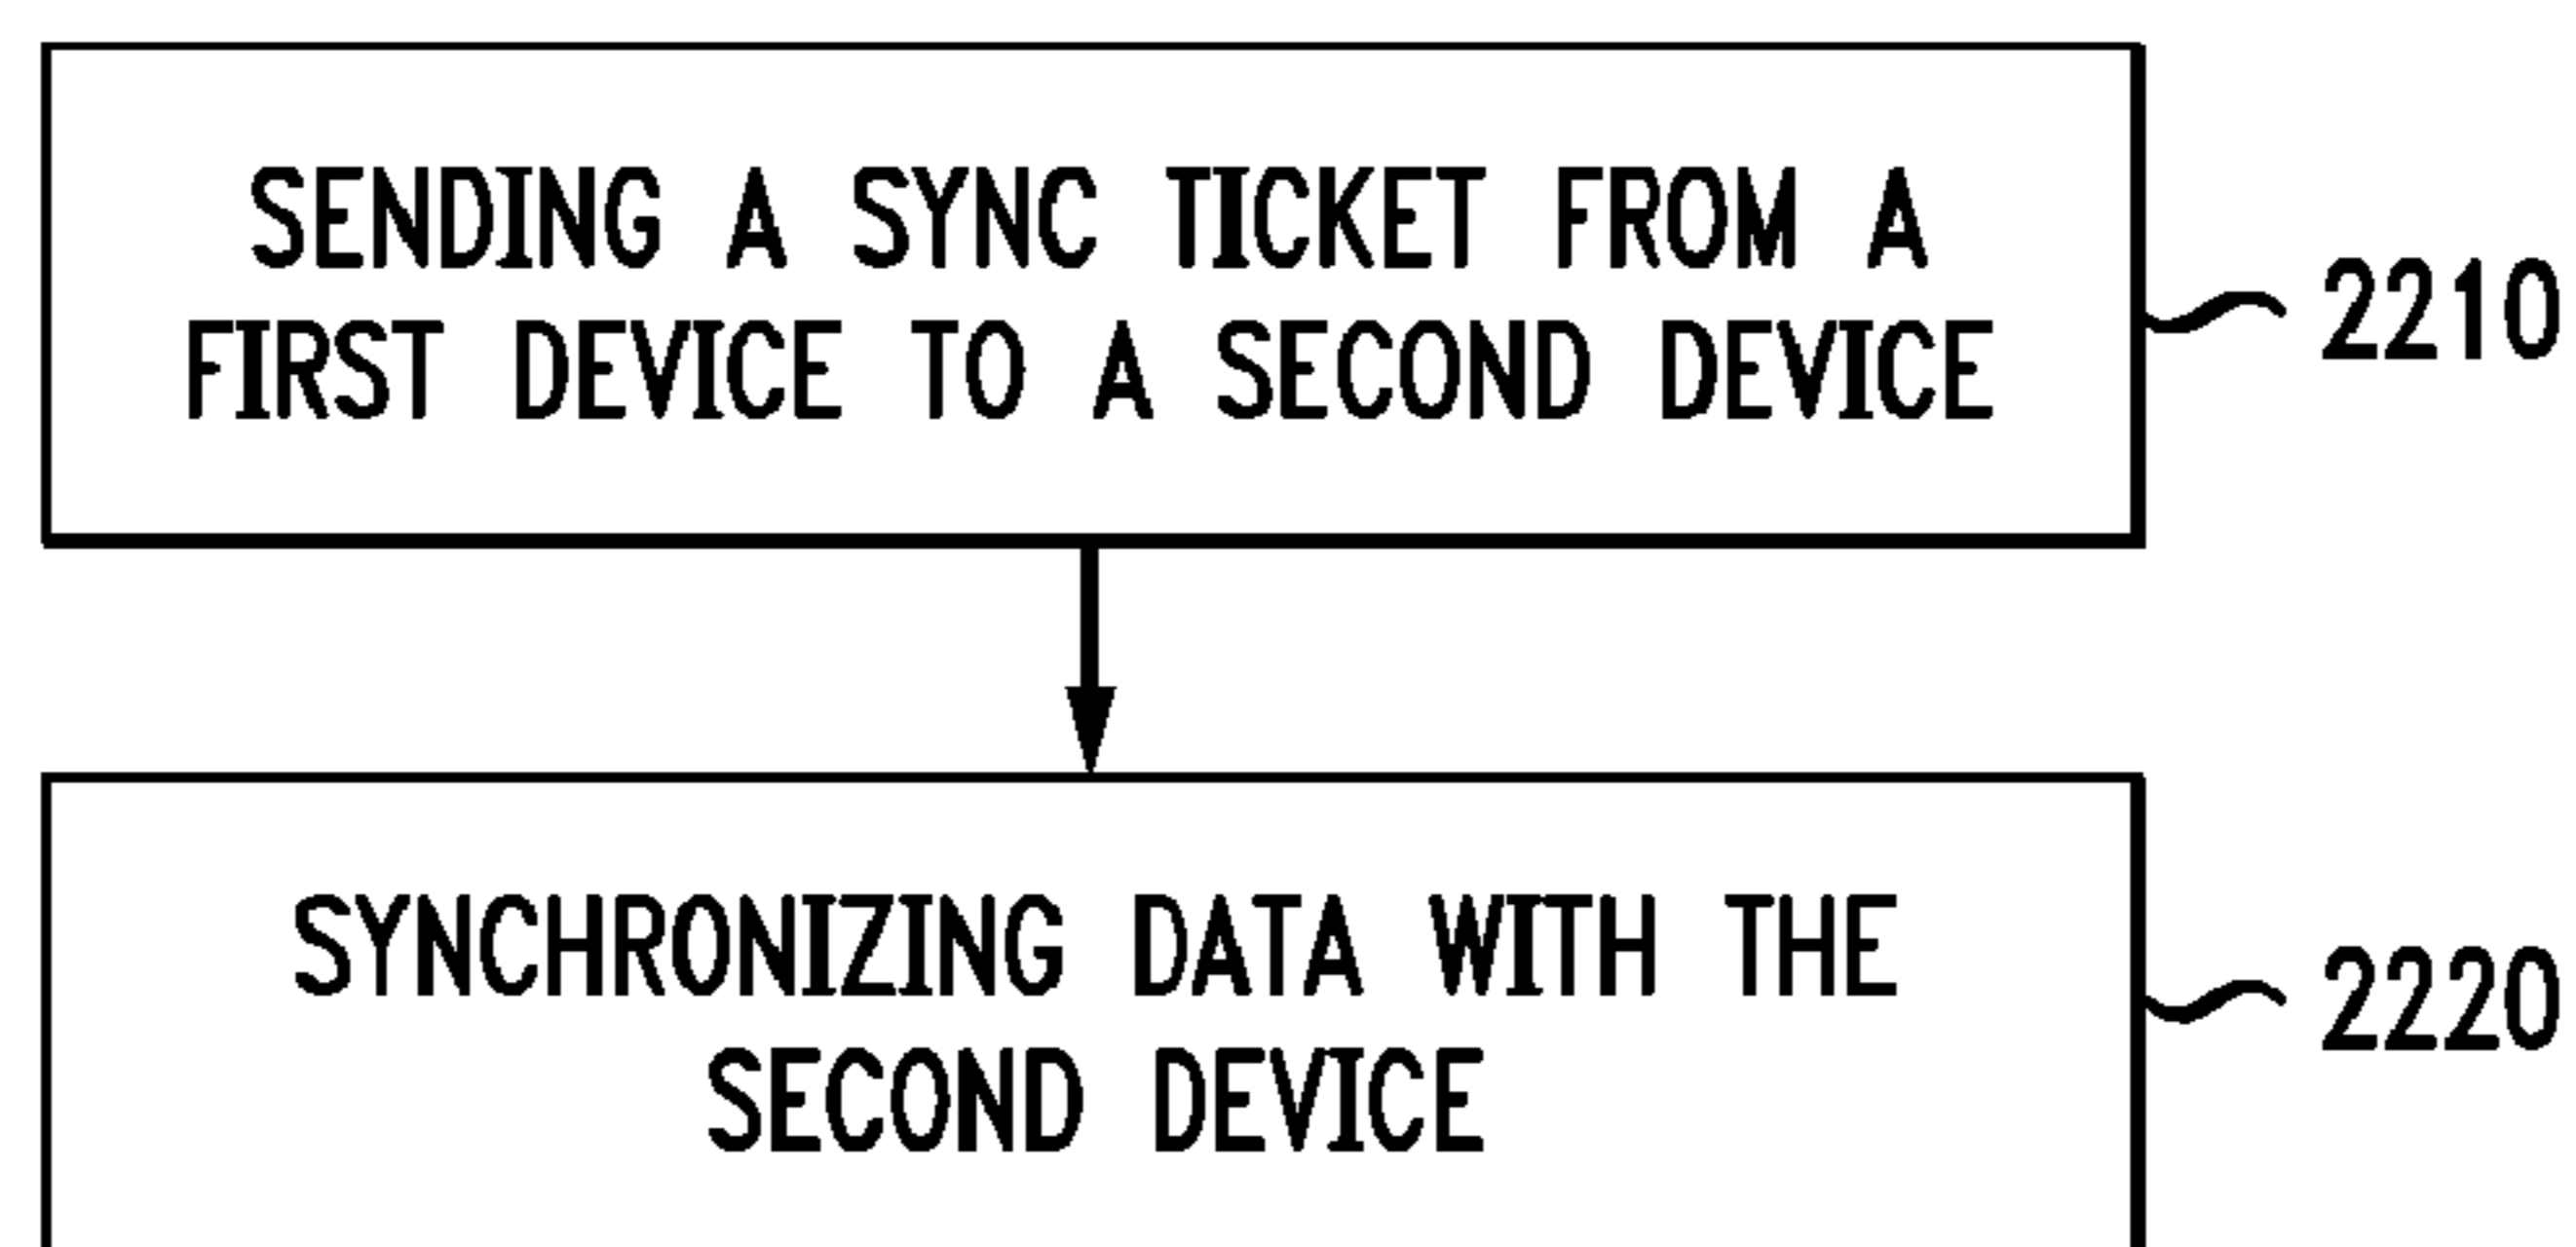 SENDING A SYNC TICKET FROM A
FIRST DEVICE TO A SECOND DEVICE
2210
SYNCHRONIZING DATA WITH THE
SECOND DEVICE
2220